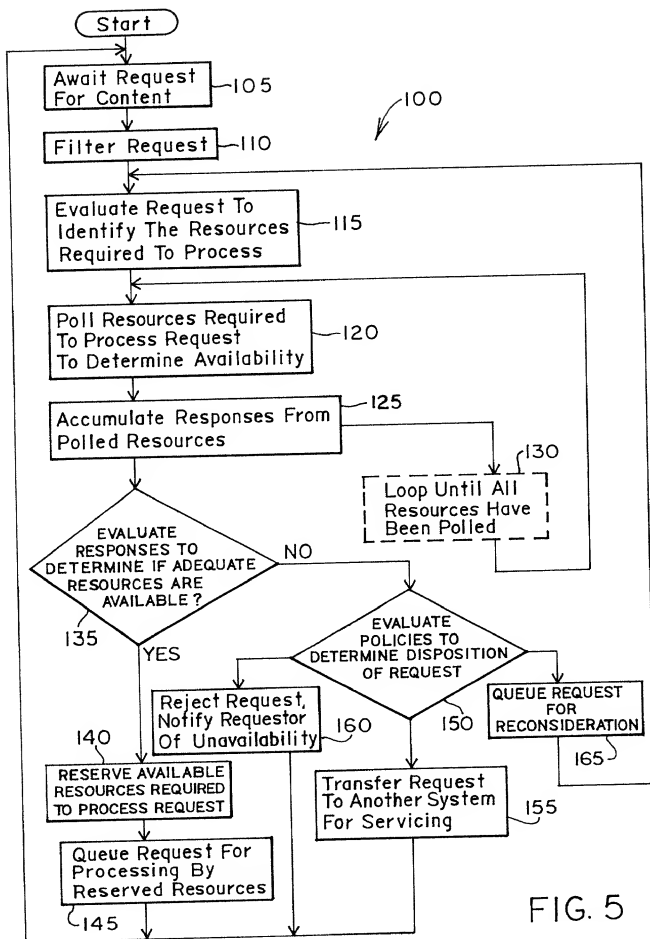 Start
Await Request
For Content
105
100
Filter Request
110
Evaluate Request To
Identify The Resources
Required To Process
115
Poll Resources Required
To Process Request
To Determine Availability
120
125
Accumulate Responses From
Polled Resources
130
Loop Until All
Resources Have
Been Polled
EVALUATE
RESPONSES TO
DETERMINE IF ADEQUATE
RESOURCES ARE
AVAILABLE ?
NO
135
YES
EVALUATE
POLICIES TO
DETERMINE DISPOSITION
OF REQUEST
150
Reject Request,
Notify Requestor
Of Unavailability
160
QUEUE REQUEST
FOR
RECONSIDERATION
165
140
RESERVE AVAILABLE
RESOURCES REQUIRED
TO PROCESS REQUEST
Transfer Request
To Another System
For Servicing
155
Queue Request For
Processing By
Reserved Resources
145
FIG. 5